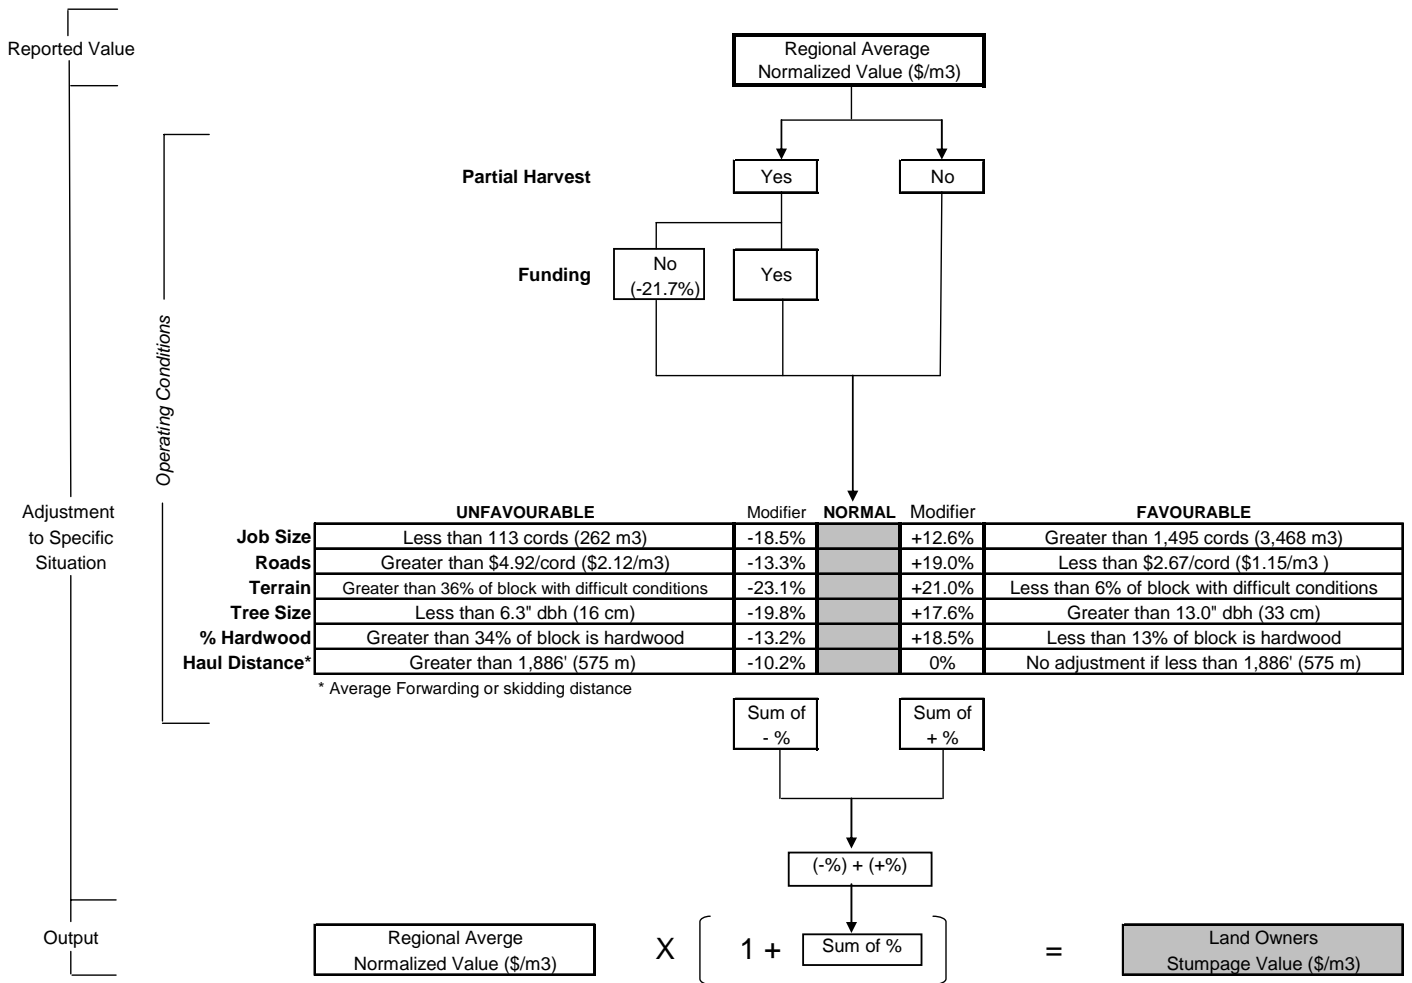 Reported Value
Regional Average
Normalized Value ($/m3)
Partial Harvest
Yes
No
Funding
No
(-21.7%)
Yes
Operating Conditions
Adjustment
to Specific
Situation
UNFAVOURABLE Modifier NORMAL Modifier FAVOURABLE
Job Size Less than 113 cords (262 m3) -18.5% +12.6% Greater than 1,495 cords (3,468 m3)
Roads Greater than $4.92/cord ($2.12/m3) -13.3% +19.0% Less than $2.67/cord ($1.15/m3 )
Terrain Greater than 36% of block with difficult conditions -23.1% +21.0% Less than 6% of block with difficult conditions
Tree Size Less than 6.3" dbh (16 cm) -19.8% +17.6% Greater than 13.0" dbh (33 cm)
% Hardwood Greater than 34% of block is hardwood -13.2% +18.5% Less than 13% of block is hardwood
Haul Distance* Greater than 1,886' (575 m) -10.2% 0% No adjustment if less than 1,886' (575 m)
* Average Forwarding or skidding distance
Sum of
- %
Sum of
+ %
(-%) + (+%)
Output
Regional Averge
Normalized Value ($/m3)
X
1 +
Sum of %
=
Land Owners
Stumpage Value ($/m3)